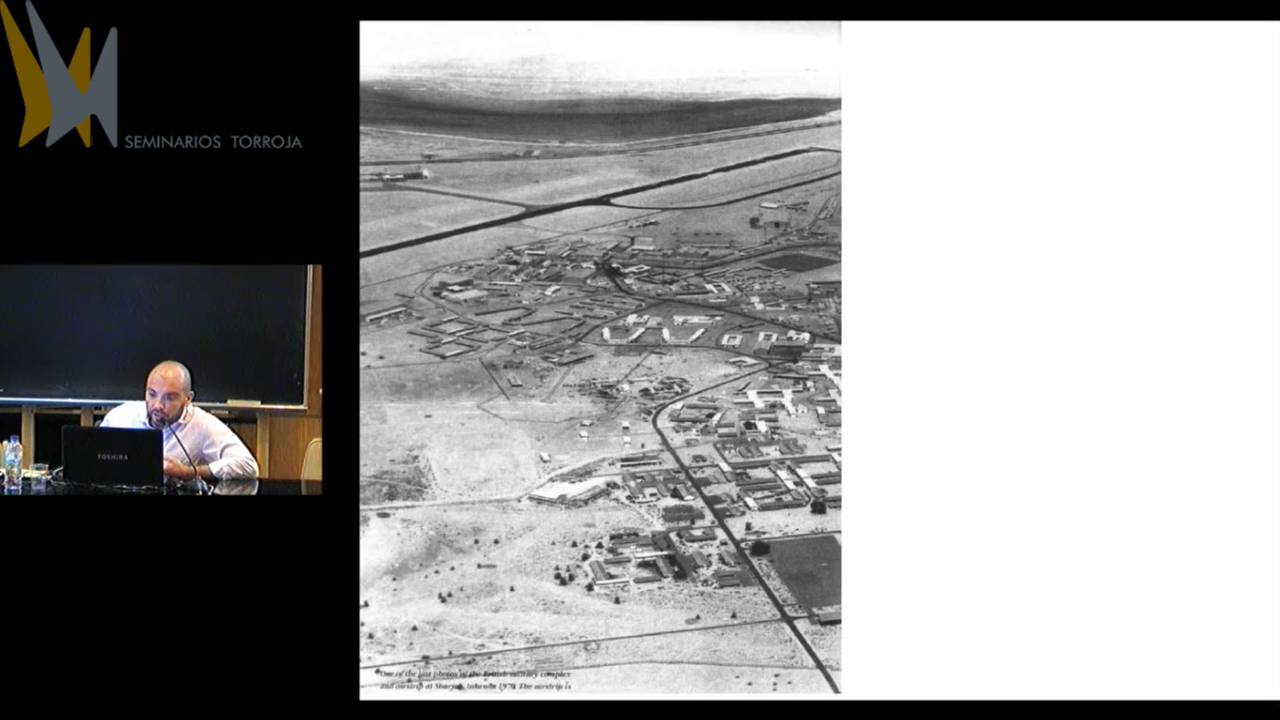 SEMINARIOS TORROJA
TOSHIBA
One of the last photos of the British military complex
and airstrip at Sharjah, taken in 1970. The airstrip is